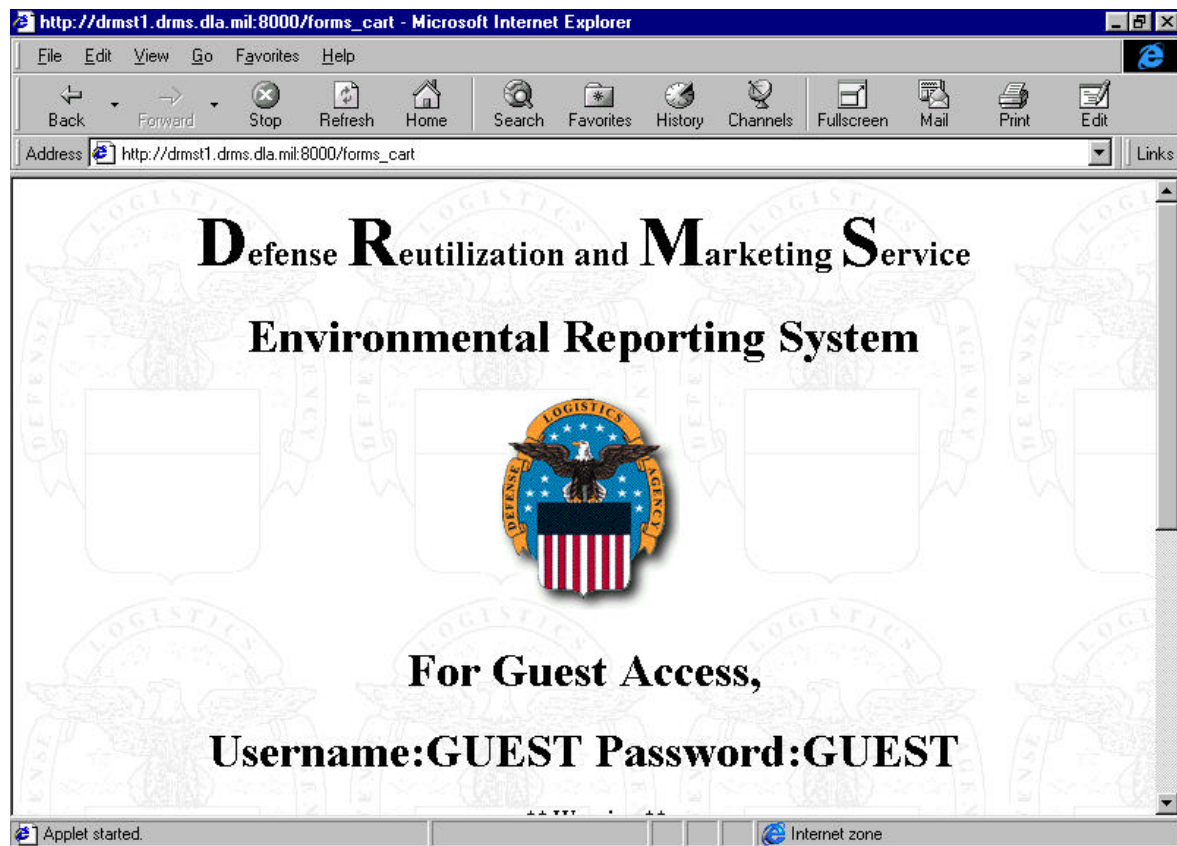 http://drmst1.drms.dla.mil:8000/forms_cart - Microsoft Internet Explorer
File Edit View Go Favorites Help
Back Forward Stop Refresh Home Search Favorites History Channels Fullscreen Mail Print Edit
Address http://drmst1.drms.dla.mil:8000/forms_cart Links
Defense Reutilization and Marketing Service
Environmental Reporting System
DEFENSE LOGISTICS AGENCY
For Guest Access,
Username:GUEST Password:GUEST
Applet started. Internet zone